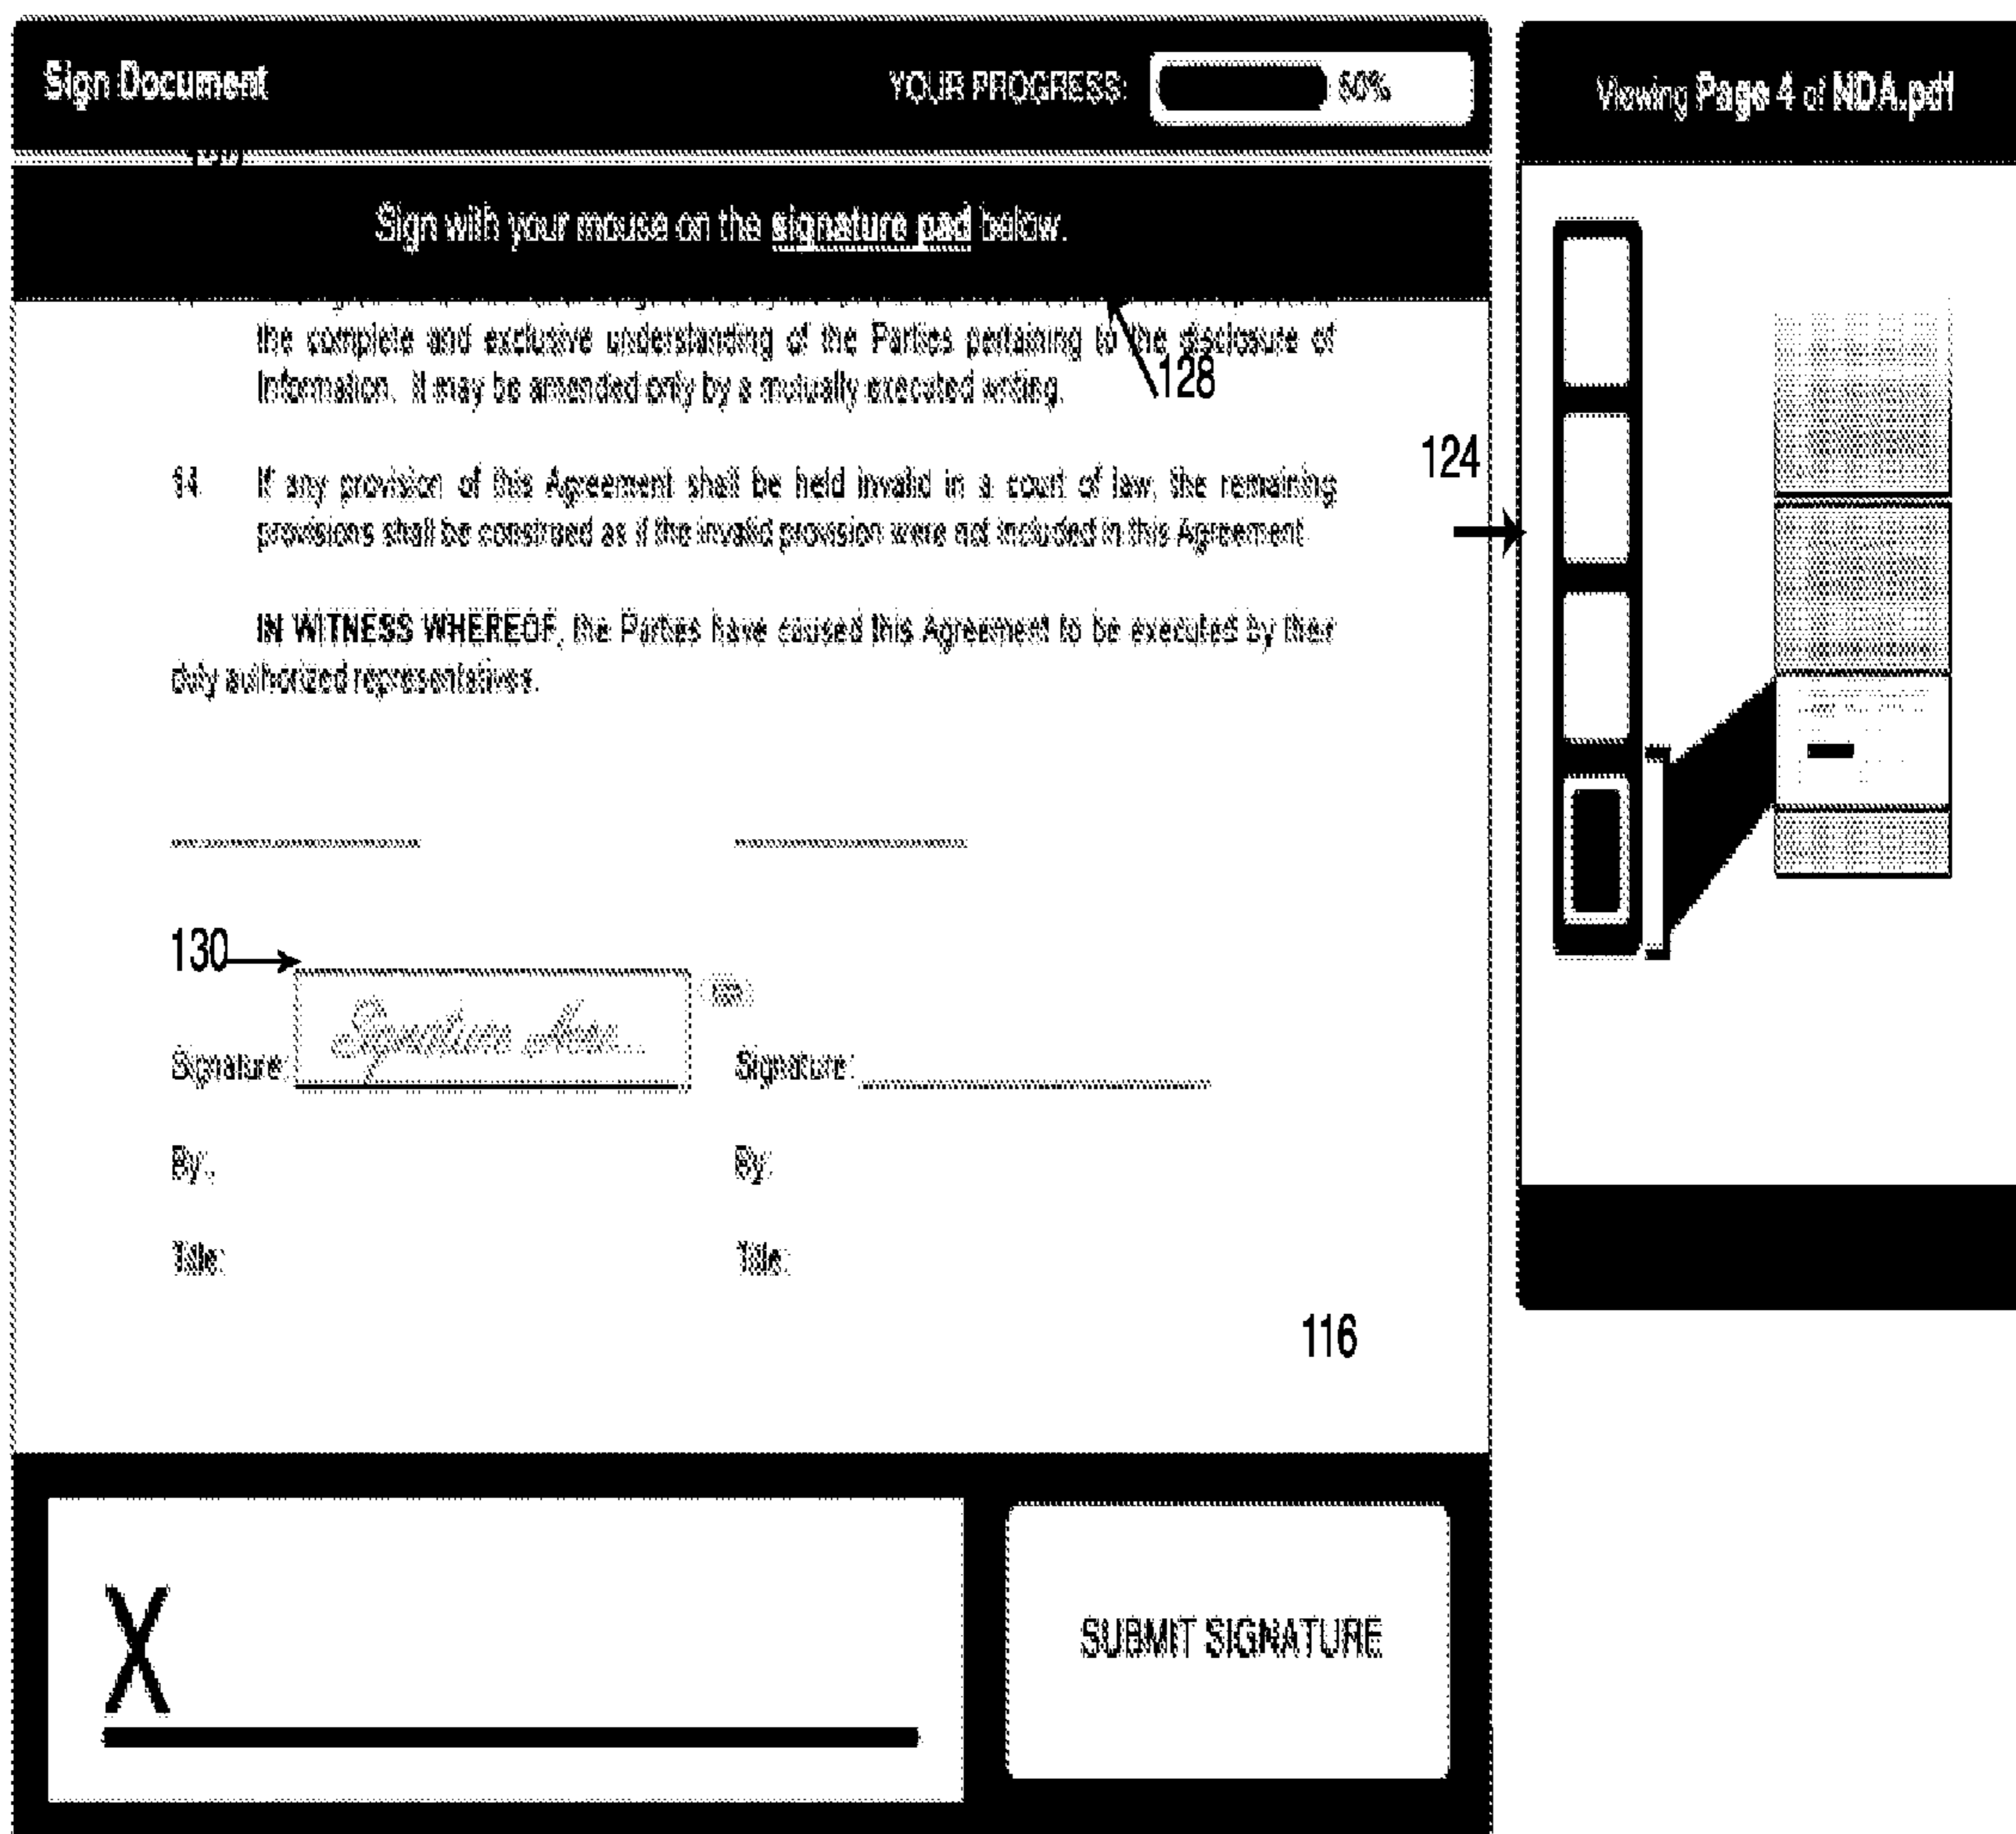 Sign Document
YOUR PROGRESS:
Sign with your mouse on the signature pad below.
the complete and exclusive understanding of the Parties pertaining to the disclosure of
Information. It may be amended only by a mutually executed writing.
128
14. If any provision of this Agreement shall be held invalid in a court of law, the remaining
provisions shall be construed as if the invalid provision were not included in this Agreement.
IN WITNESS WHEREOF, the Parties have caused this Agreement to be executed by their
duly authorized representatives.
130
Signature: Signature Here...
Signature:
By:
By:
Title:
Title:
116
X
SUBMIT SIGNATURE
Viewing Page 4 of NDA.pdf
124